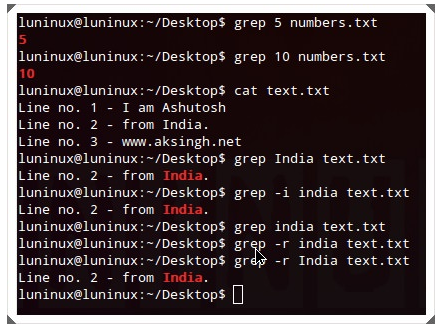 luninux@luninux:~/Desktop$ grep 5 numbers.txt
5
luninux@luninux:~/Desktop$ grep 10 numbers.txt
10
luninux@luninux:~/Desktop$ cat text.txt
Line no. 1 - I am Ashutosh
Line no. 2 - from India.
Line no. 3 - www.aksingh.net
luninux@luninux:~/Desktop$ grep India text.txt
Line no. 2 - from India.
luninux@luninux:~/Desktop$ grep -i india text.txt
Line no. 2 - from India.
luninux@luninux:~/Desktop$ grep india text.txt
luninux@luninux:~/Desktop$ grep -r india text.txt
luninux@luninux:~/Desktop$ grep -r India text.txt
Line no. 2 - from India.
luninux@luninux:~/Desktop$